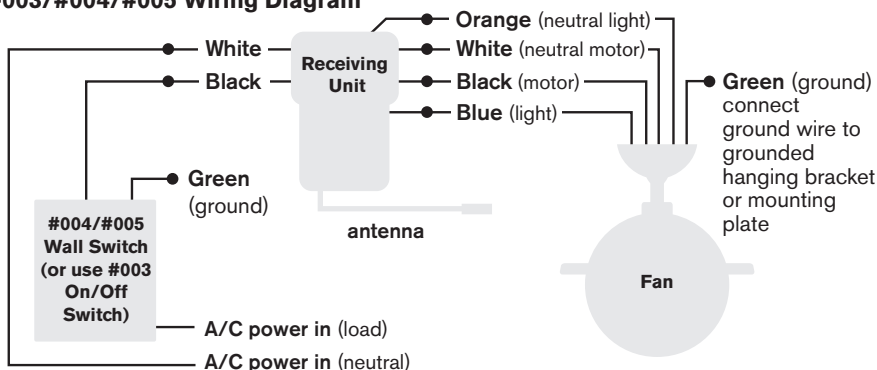 #003/#004/#005 Wiring Diagram
Orange (neutral light)
White
White (neutral motor)
Receiving
Unit
Black
Black (motor)
Blue (light)
Green (ground)
connect
ground wire to
grounded
hanging bracket
or mounting
plate
Green
(ground)
antenna
#004/#005
Wall Switch
(or use #003
On/Off
Switch)
Fan
A/C power in (load)
A/C power in (neutral)